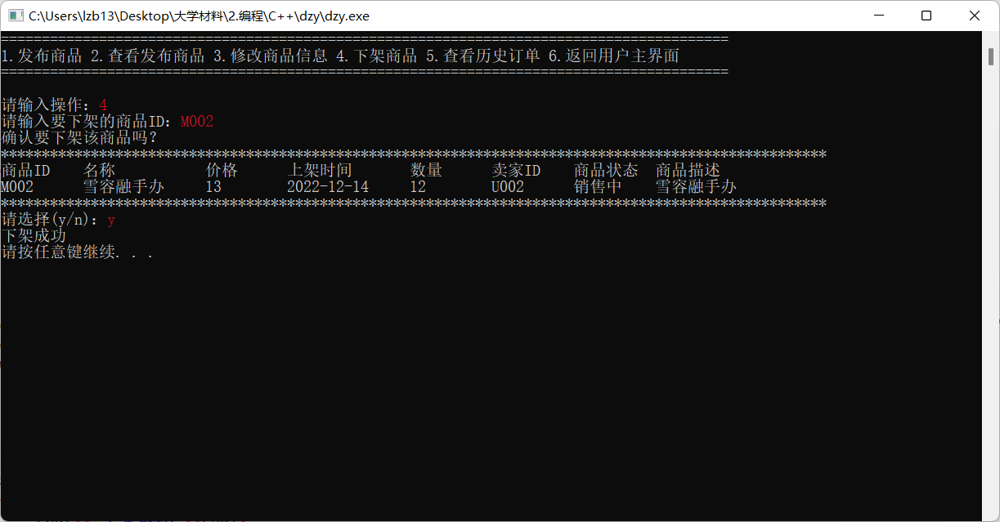 C:\Users\lzb13\Desktop\大学材料\2.编程\C++\dzy\dzy.exe
=========================================================================================
1.发布商品 2.查看发布商品 3.修改商品信息 4.下架商品 5.查看历史订单 6.返回用户主界面
=========================================================================================
请输入操作：4
请输入要下架的商品ID：M002
确认要下架该商品吗？
*****************************************************************************************************
商品ID 名称 价格 上架时间 数量 卖家ID 商品状态 商品描述
M002 雪容融手办 13 2022-12-14 12 U002 销售中 雪容融手办
*****************************************************************************************************
请选择(y/n)：y
下架成功
请按任意键继续. . .